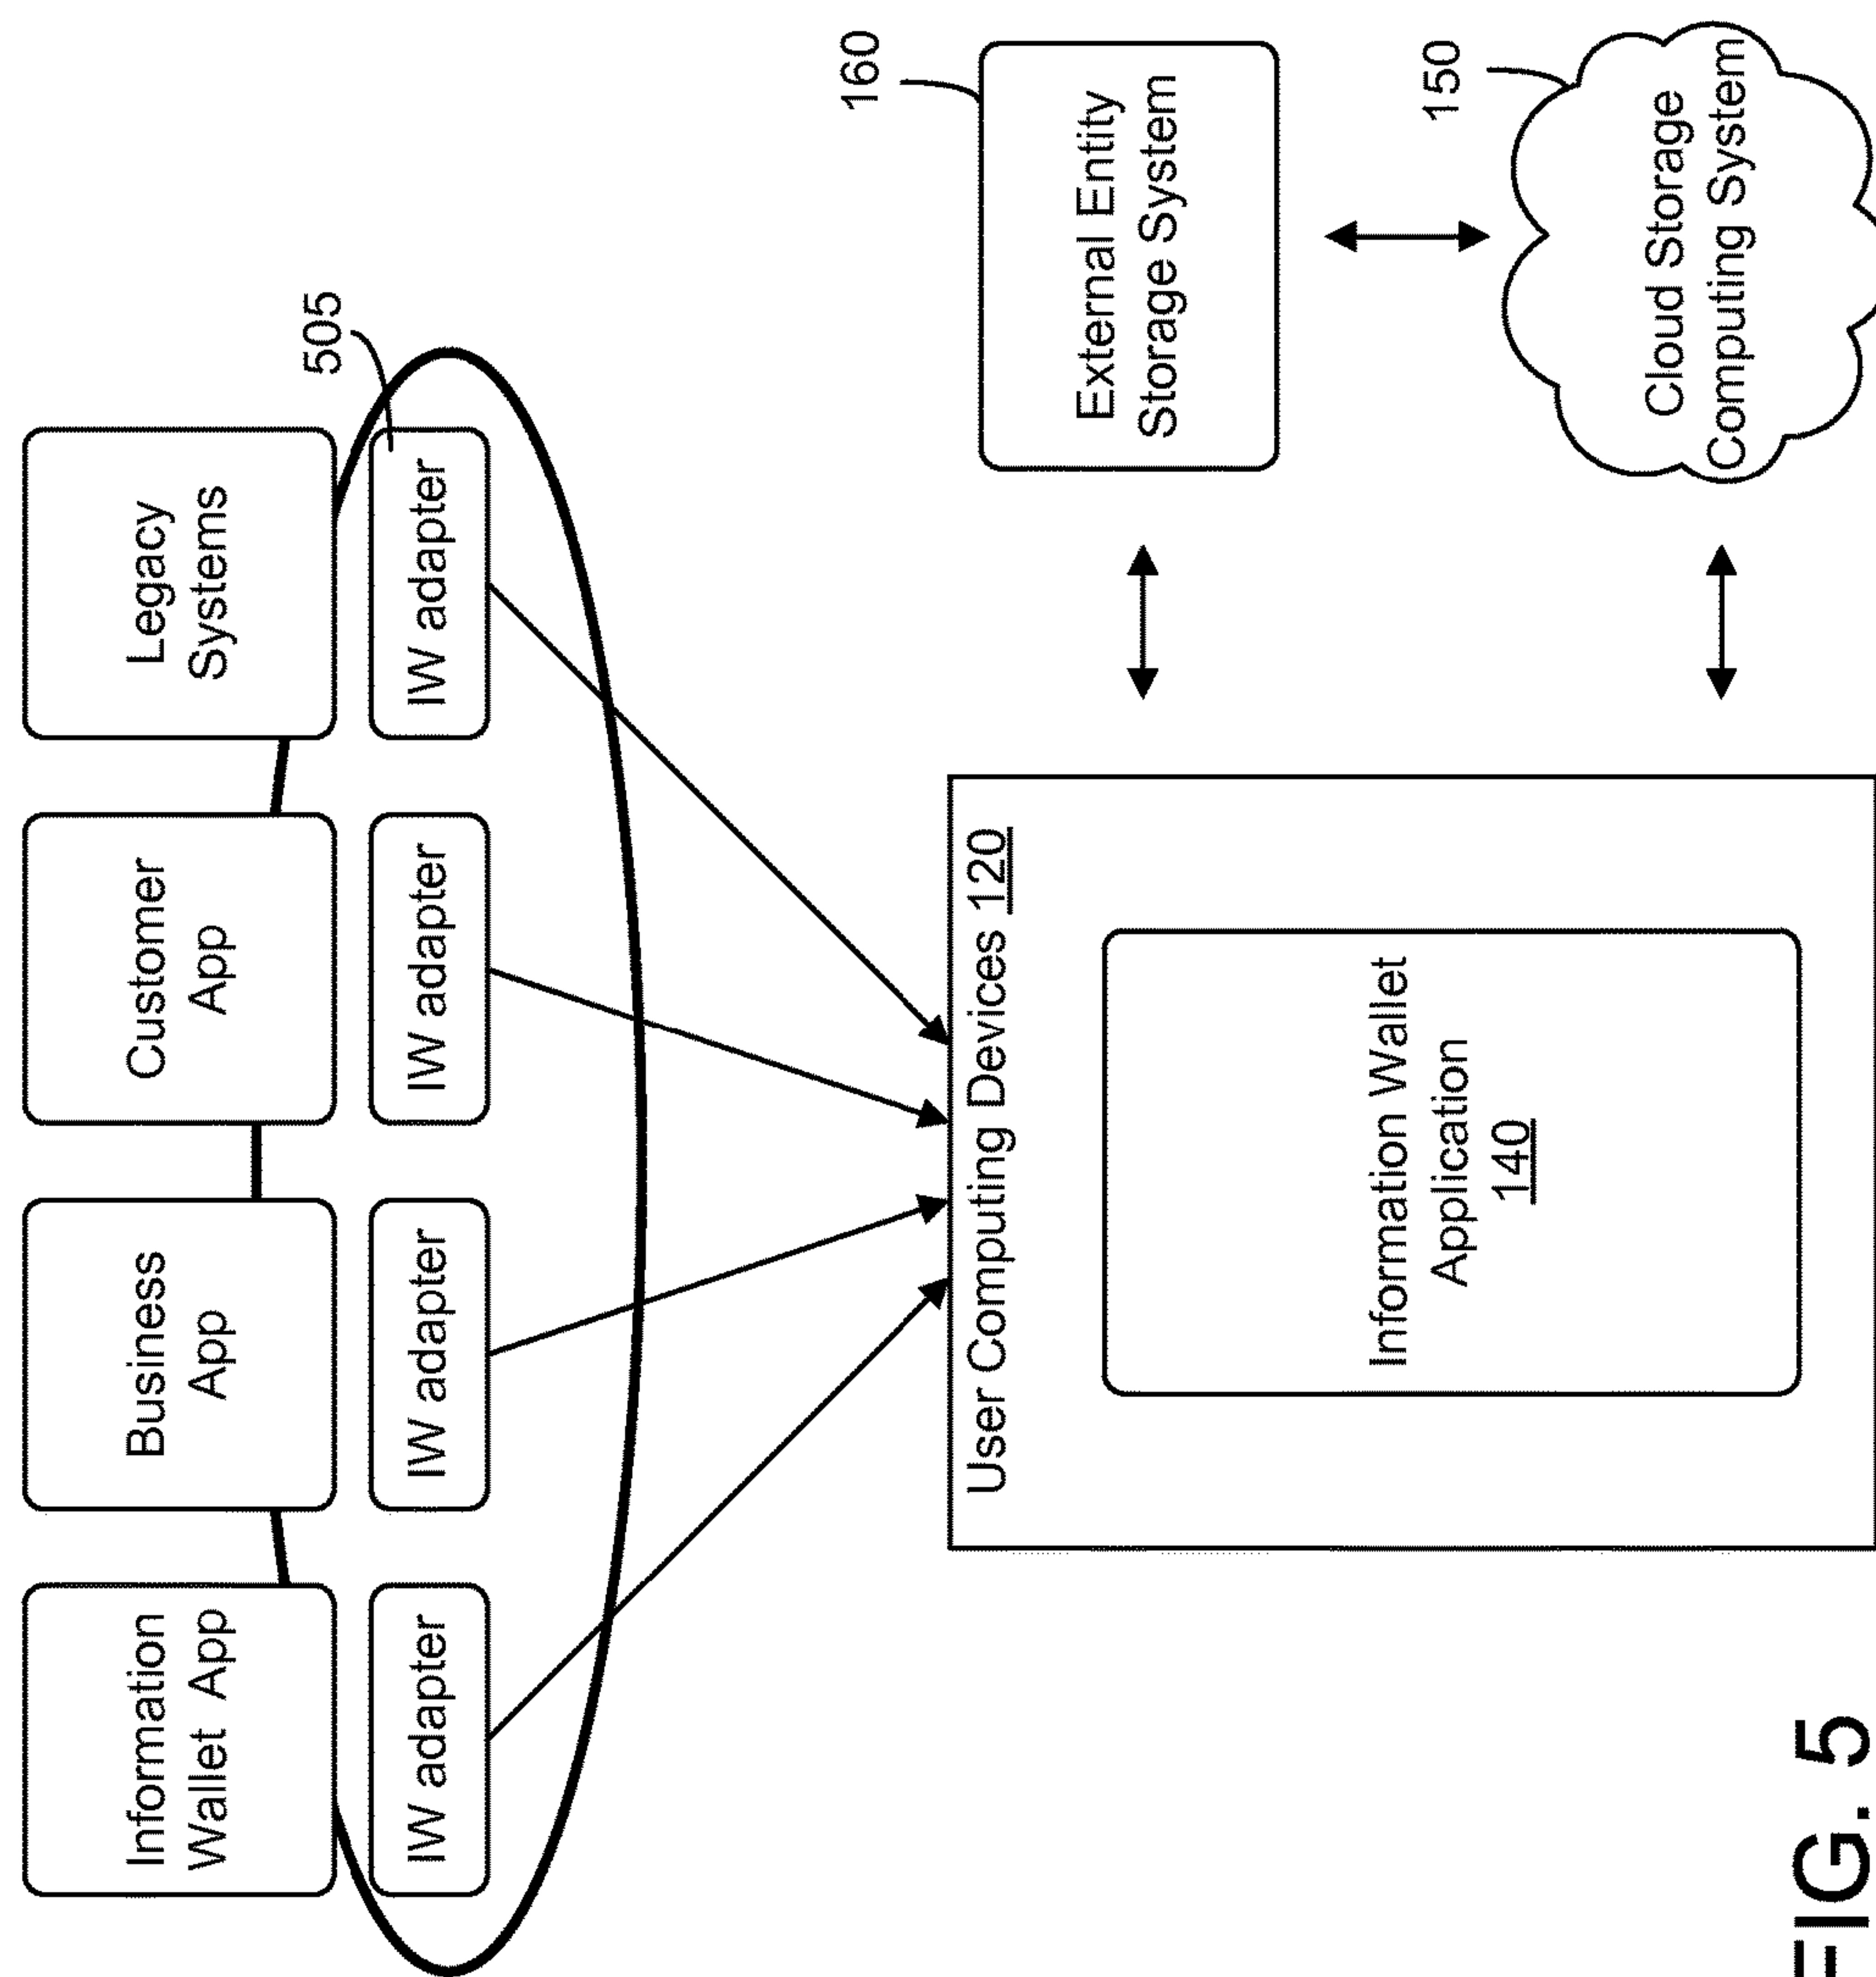 Information
Wallet App
Business
App
Customer
App
Legacy
Systems
505
IW adapter
IW adapter
IW adapter
IW adapter
160
User Computing Devices 120
External Entity
Storage System
Information Wallet
Application
140
150
Cloud Storage
Computing System
FIG. 5